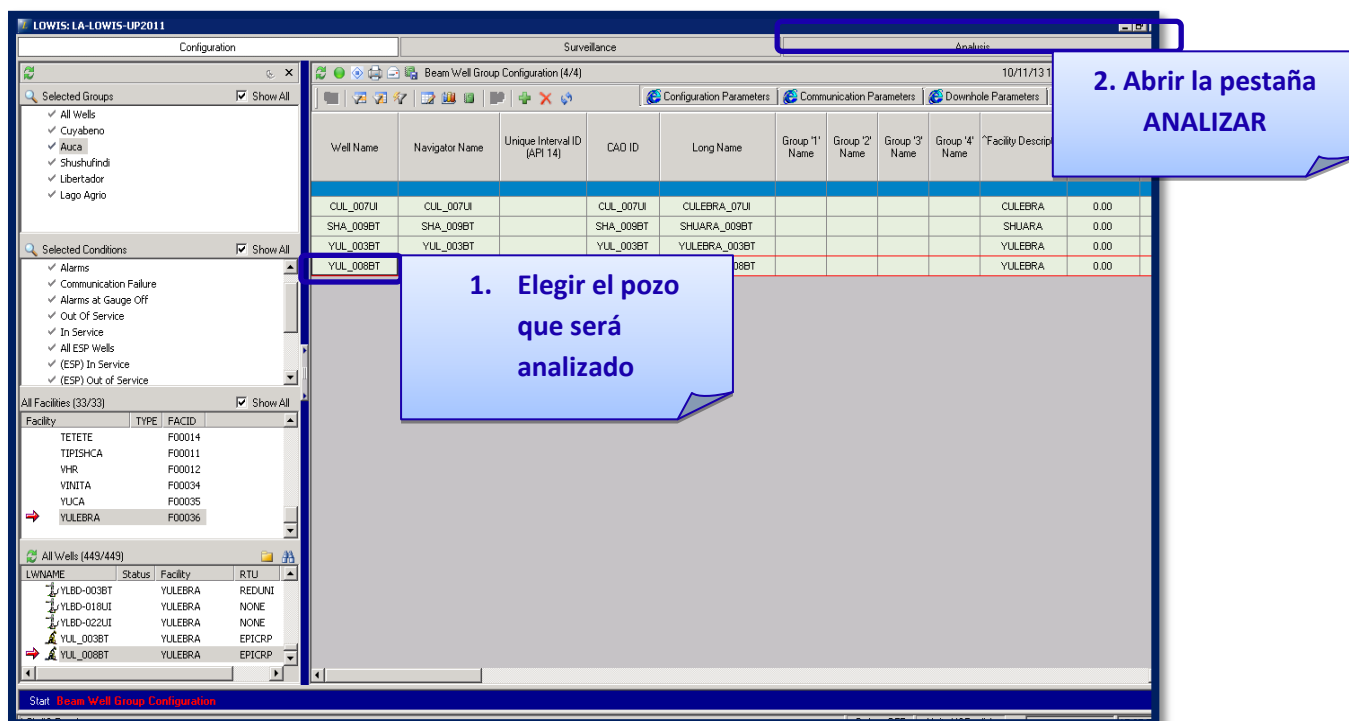 LOWIS: LA-LOWIS-UP2011
Configuration
Surveillance
Analysis
2. Abrir la pestaña
ANALIZAR
Selected Groups
Show All
All Wells
Cuyabeno
Auca
Shushufindi
Libertador
Lago Agrio
Selected Conditions
Show All
Alarms
Communication Failure
Alarms at Gauge Off
Out Of Service
In Service
All ESP Wells
(ESP) In Service
(ESP) Out of Service
All Facilities (33/33)
Show All
Facility TYPE FACID
TETETE F00014
TIPISHCA F00011
VHR F00012
VINITA F00034
YUCA F00035
YULEBRA F00036
All Wells (449/449)
LWNAME Status Facility RTU
YLBD-003BT YULEBRA REDUNI
YLBD-018UI YULEBRA NONE
YLBD-022UI YULEBRA NONE
YUL_003BT YULEBRA EPICRP
YUL_008BT YULEBRA EPICRP
Beam Well Group Configuration (4/4)
10/11/13 1
Configuration Parameters
Communication Parameters
Downhole Parameters
Well Name
Navigator Name
Unique Interval ID
(API 14)
CAO ID
Long Name
Group '1'
Name
Group '2'
Name
Group '3'
Name
Group '4'
Name
^Facility Descrip
CUL_007UI CUL_007UI CUL_007UI CULEBRA_07UI CULEBRA 0.00
SHA_009BT SHA_009BT SHA_009BT SHUARA_009BT SHUARA 0.00
YUL_003BT YUL_003BT YUL_003BT YULEBRA_003BT YULEBRA 0.00
YUL_008BT 08BT YULEBRA 0.00
1. Elegir el pozo
que será
analizado
Start Beam Well Group Configuration